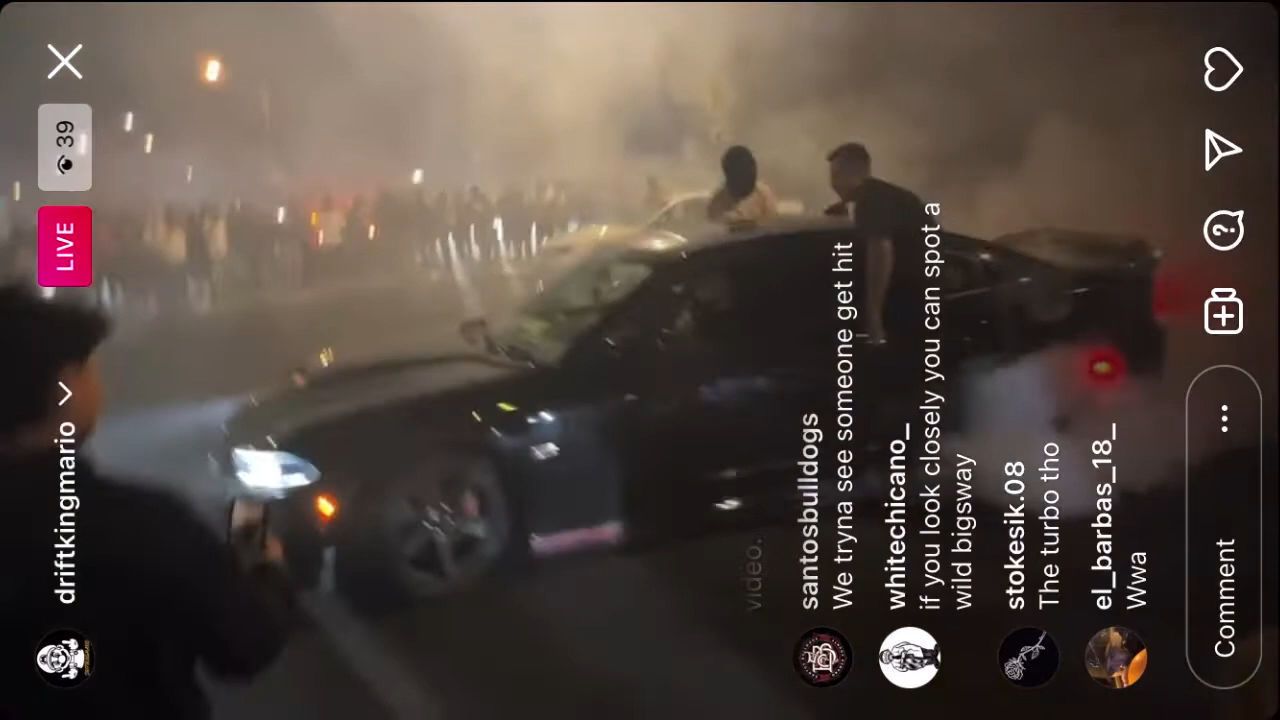 driftkingmario
LIVE
39
video.
santosbulldogs
We tryna see someone get hit
whitechicano_
if you look closely you can spot a
wild bigsway
stokesik.08
The turbo tho
el_barbas_18_
Wwa
Comment